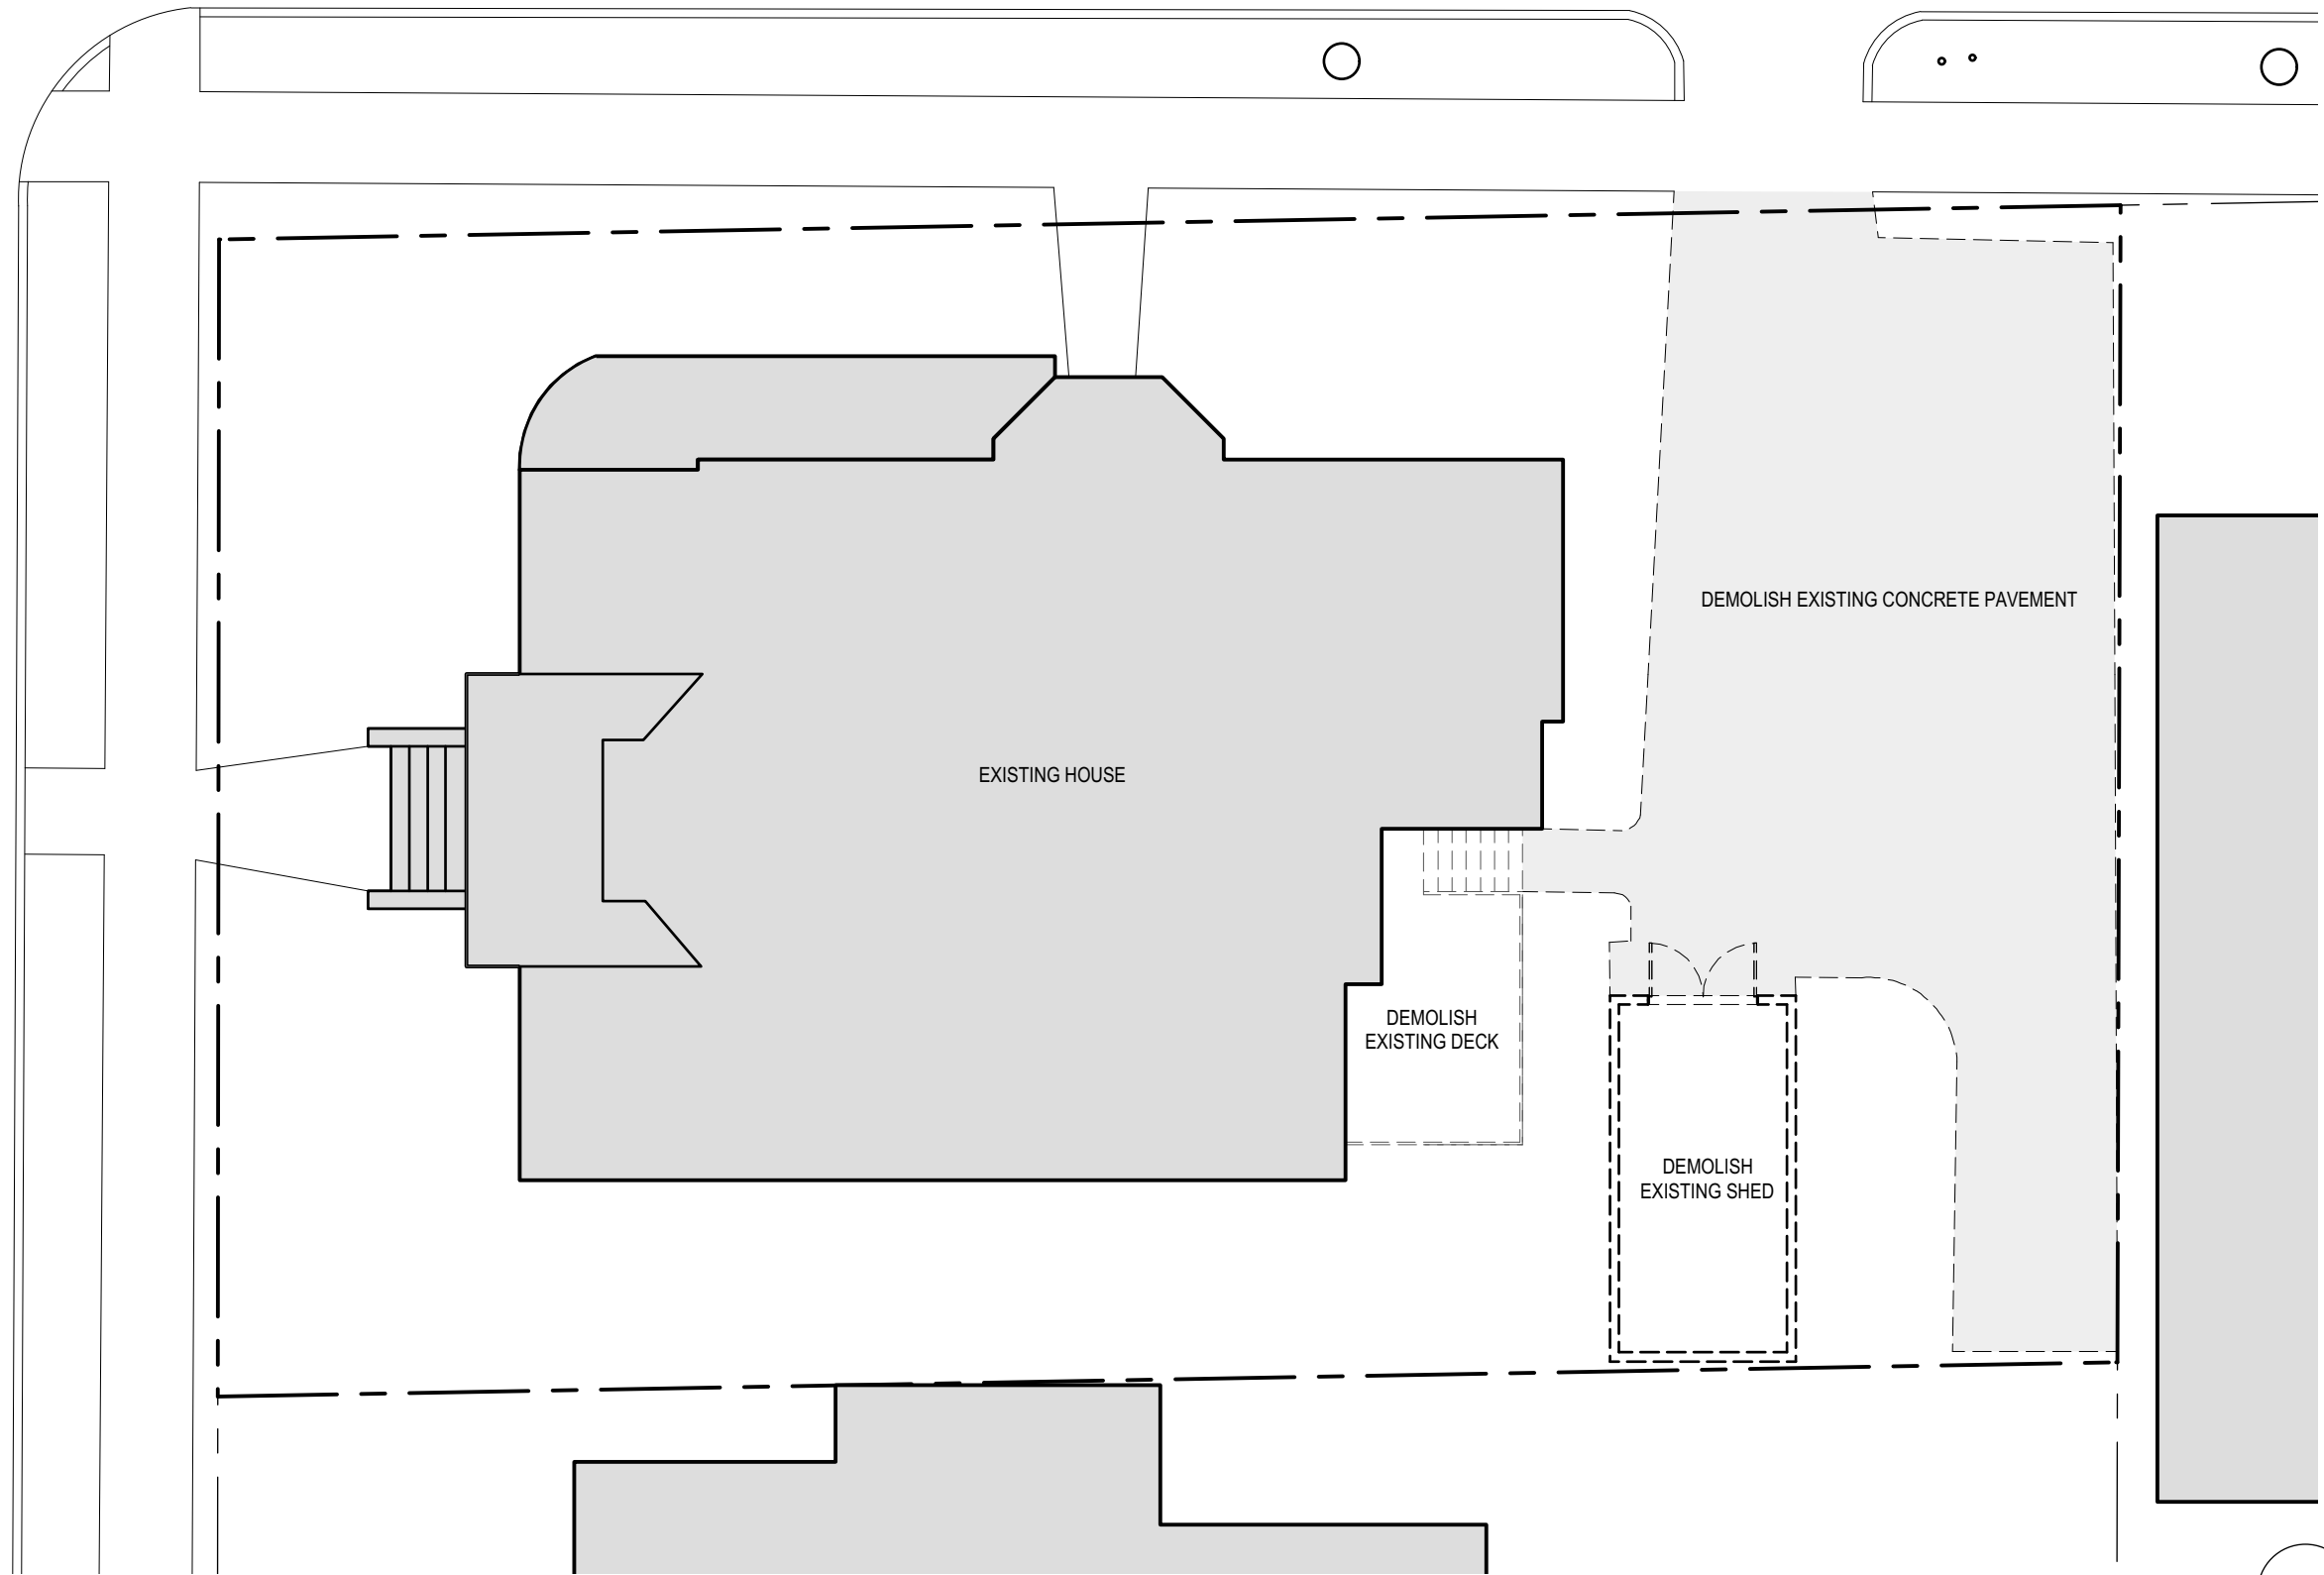 DEMOLISH EXISTING CONCRETE PAVEMENT
EXISTING HOUSE
DEMOLISH
EXISTING DECK
DEMOLISH
EXISTING SHED